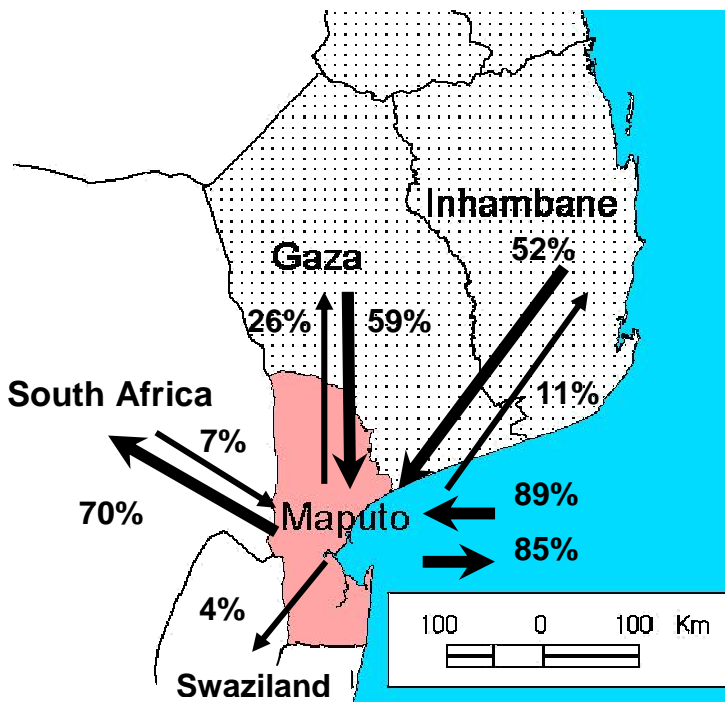 Inhambane
52%
Gaza
26%
59%
11%
South Africa
7%
70%
Maputo
89%
85%
4%
100 0 100 Km
Swaziland